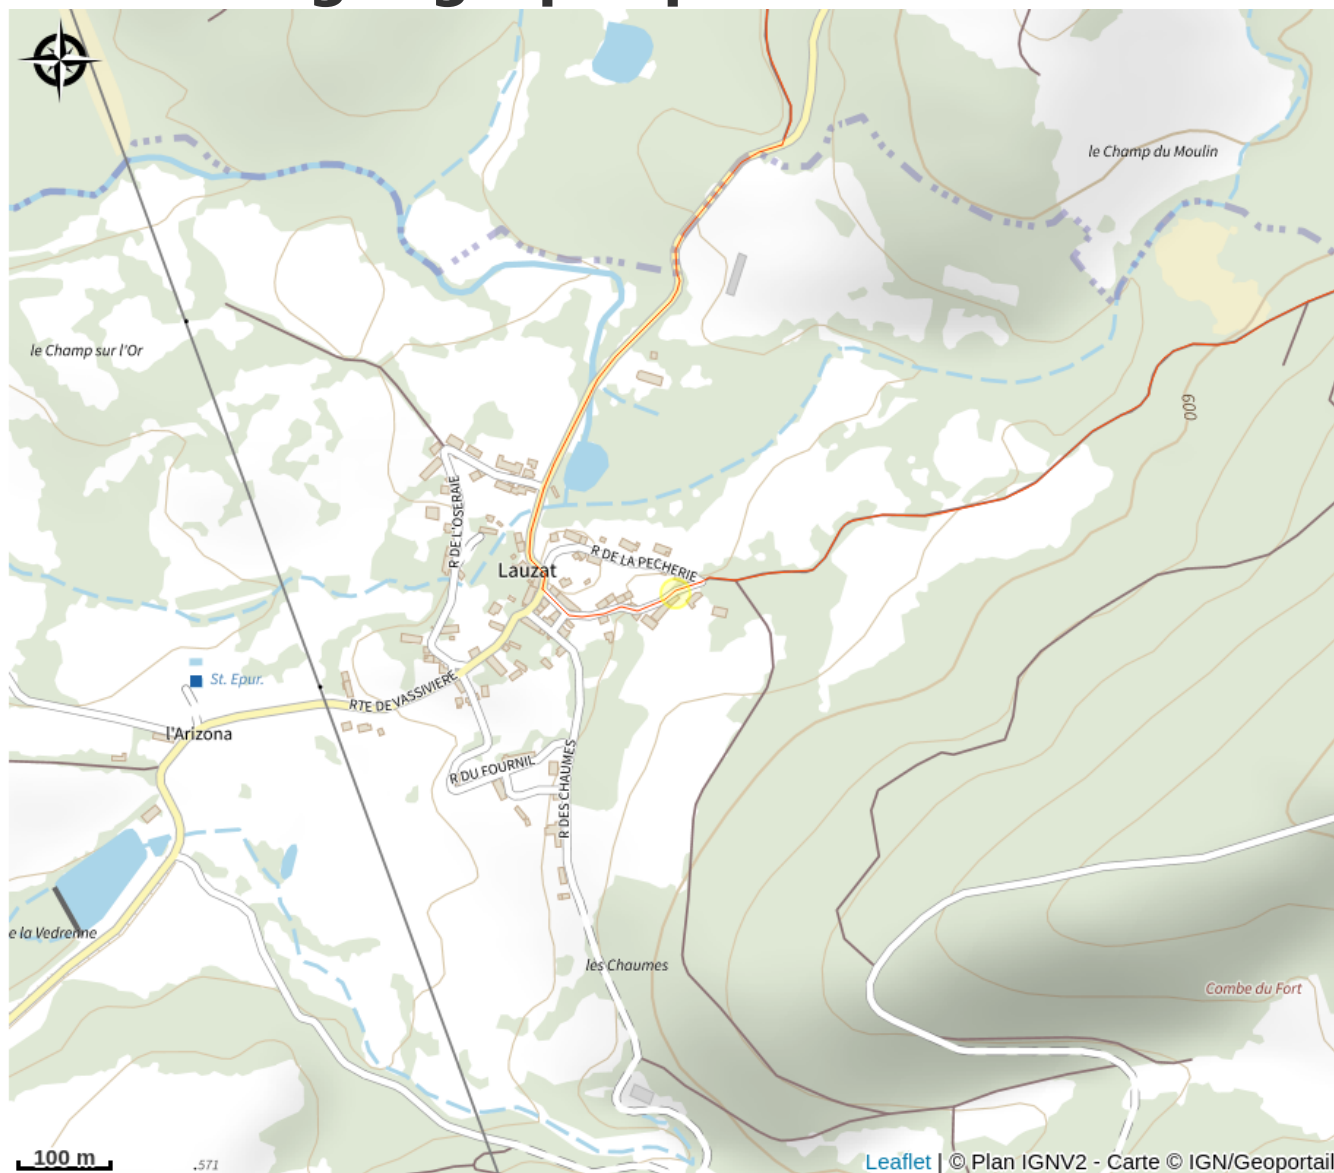 le Champ du Moulin
le Champ sur l'Or
600
R DE L'OSERAIE
R DE LA PECHERIE
Lauzat
St. Epur.
RTE DE VASSIVIERE
l'Arizona
R DU FOURNIL
R DES CHAUMES
e la Vedrenne
les Chaumes
Combe du Fort
100 m
.571
Leaflet | © Plan IGNV2 - Carte © IGN/Geoportail